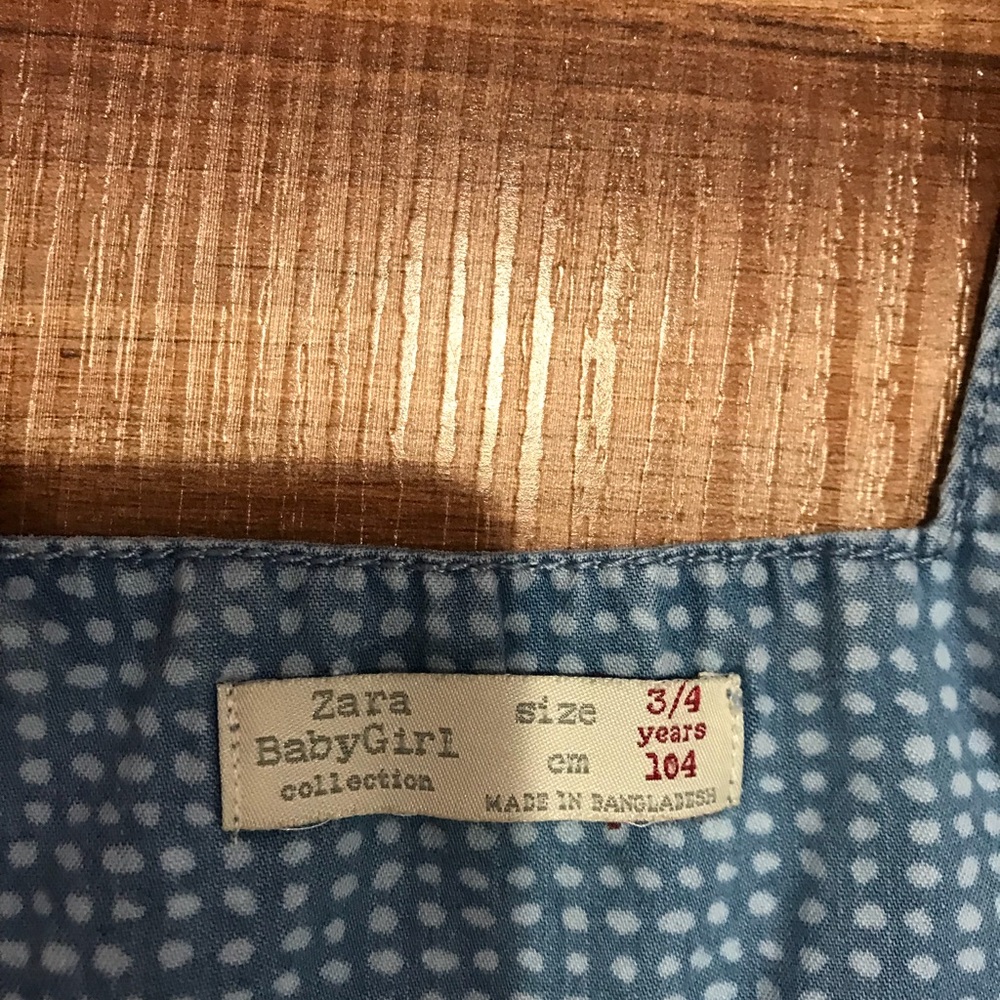 Zara
BabyGirl
collection
size 3/4
years
cm 104
MADE IN BANGLADESH